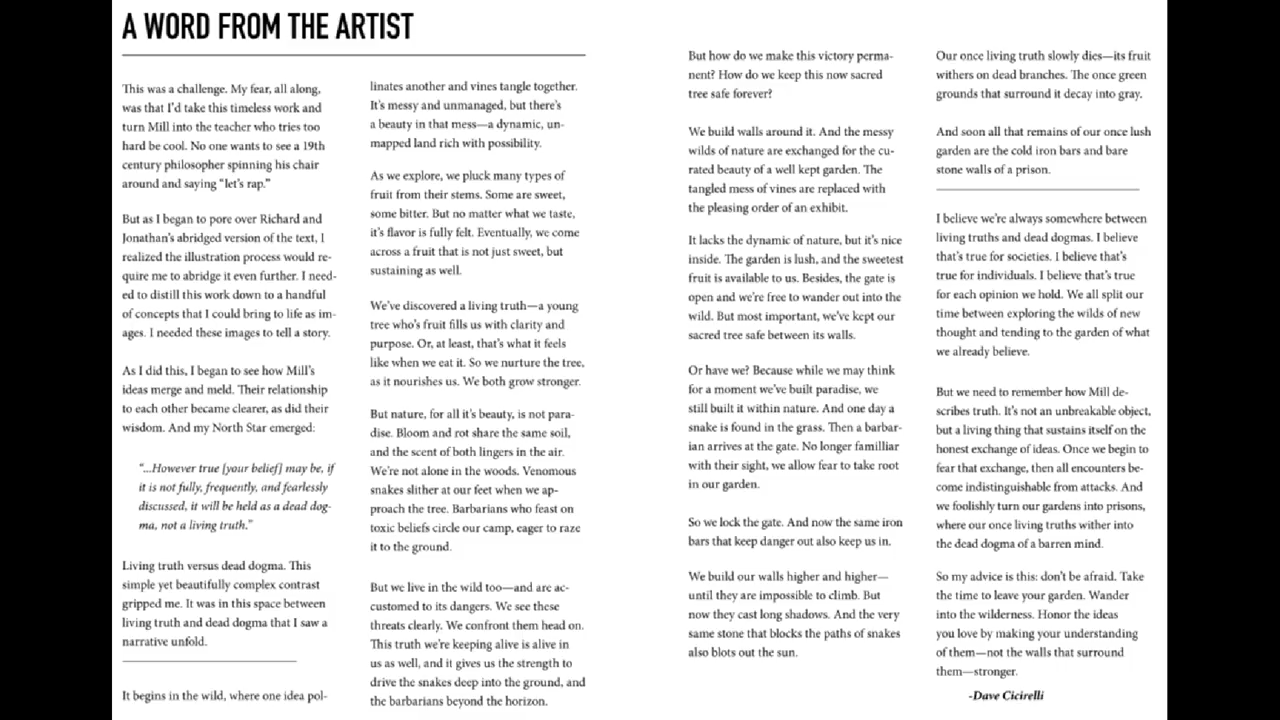 A WORD FROM THE ARTIST
This was a challenge. My fear, all along,
was that I'd take this timeless work and
turn Mill into the teacher who tries too
hard be cool. No one wants to see a 19th
century philosopher spinning his chair
around and saying “let's rap.”
But as I began to pore over Richard and
Jonathan's abridged version of the text, I
realized the illustration process would re-
quire me to abridge it even further. I need-
ed to distill this work down to a handful
of concepts that I could bring to life as im-
ages. I needed these images to tell a story.
As I did this, I began to see how Mill's
ideas merge and meld. Their relationship
to each other became clearer, as did their
wisdom. And my North Star emerged:
“...However true [your belief] may be, if
it is not fully, frequently, and fearlessly
discussed, it will be held as a dead dog-
ma, not a living truth.”
Living truth versus dead dogma. This
simple yet beautifully complex contrast
gripped me. It was in this space between
living truth and dead dogma that I saw a
narrative unfold.
It begins in the wild, where one idea pol-
linates another and vines tangle together.
It's messy and unmanaged, but there's
a beauty in that mess—a dynamic, un-
mapped land rich with possibility.
As we explore, we pluck many types of
fruit from their stems. Some are sweet,
some bitter. But no matter what we taste,
it's flavor is fully felt. Eventually, we come
across a fruit that is not just sweet, but
sustaining as well.
We've discovered a living truth—a young
tree who's fruit fills us with clarity and
purpose. Or, at least, that's what it feels
like when we eat it. So we nurture the tree,
as it nourishes us. We both grow stronger.
But nature, for all it's beauty, is not para-
dise. Bloom and rot share the same soil,
and the scent of both lingers in the air.
We're not alone in the woods. Venomous
snakes slither at our feet when we ap-
proach the tree. Barbarians who feast on
toxic beliefs circle our camp, eager to raze
it to the ground.
But we live in the wild too—and are ac-
customed to its dangers. We see these
threats clearly. We confront them head on.
This truth we're keeping alive is alive in
us as well, and it gives us the strength to
drive the snakes deep into the ground, and
the barbarians beyond the horizon.
But how do we make this victory perma-
nent? How do we keep this now sacred
tree safe forever?
We build walls around it. And the messy
wilds of nature are exchanged for the cu-
rated beauty of a well kept garden. The
tangled mess of vines are replaced with
the pleasing order of an exhibit.
It lacks the dynamic of nature, but it's nice
inside. The garden is lush, and the sweetest
fruit is available to us. Besides, the gate is
open and we're free to wander out into the
wild. But most important, we've kept our
sacred tree safe between its walls.
Or have we? Because while we may think
for a moment we've built paradise, we
still built it within nature. And one day a
snake is found in the grass. Then a barbar-
ian arrives at the gate. No longer familliar
with their sight, we allow fear to take root
in our garden.
So we lock the gate. And now the same iron
bars that keep danger out also keep us in.
We build our walls higher and higher—
until they are impossible to climb. But
now they cast long shadows. And the very
same stone that blocks the paths of snakes
also blots out the sun.
Our once living truth slowly dies—its fruit
withers on dead branches. The once green
grounds that surround it decay into gray.
And soon all that remains of our once lush
garden are the cold iron bars and bare
stone walls of a prison.
I believe we're always somewhere between
living truths and dead dogmas. I believe
that's true for societies. I believe that's
true for individuals. I believe that's true
for each opinion we hold. We all split our
time between exploring the wilds of new
thought and tending to the garden of what
we already believe.
But we need to remember how Mill de-
scribes truth. It's not an unbreakable object,
but a living thing that sustains itself on the
honest exchange of ideas. Once we begin to
fear that exchange, then all encounters be-
come indistinguishable from attacks. And
we foolishly turn our gardens into prisons,
where our once living truths wither into
the dead dogma of a barren mind.
So my advice is this: don't be afraid. Take
the time to leave your garden. Wander
into the wilderness. Honor the ideas
you love by making your understanding
of them—not the walls that surround
them—stronger.
-Dave Cicirelli